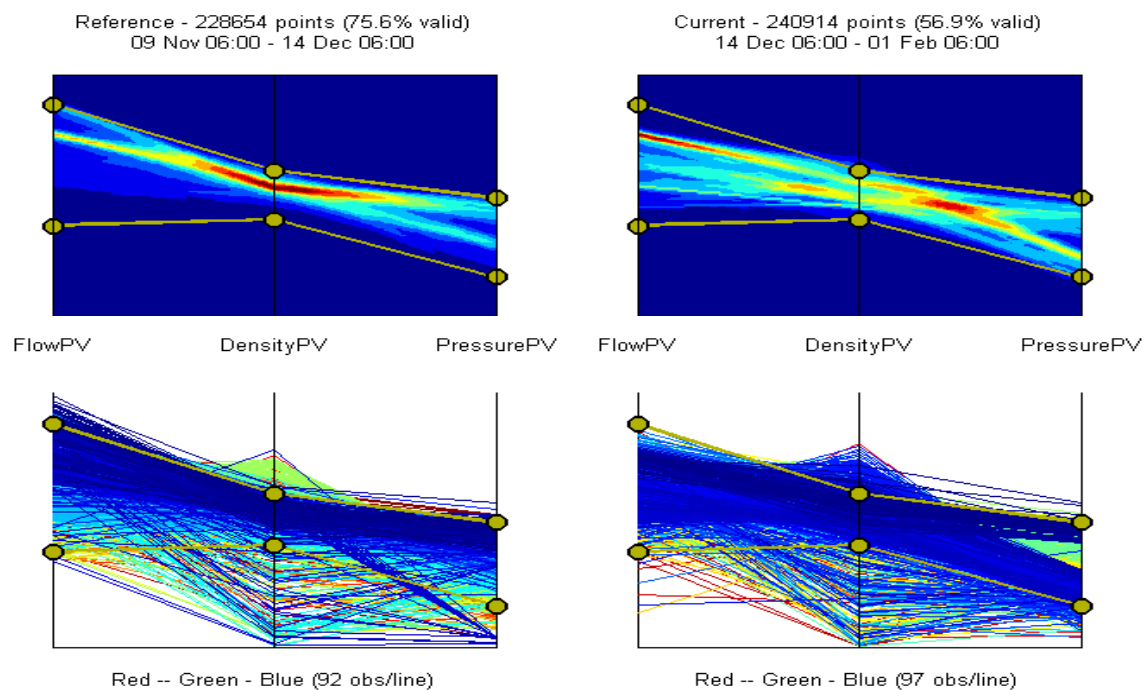 Reference - 228654 points (75.6% valid)
09 Nov 06:00 - 14 Dec 06:00
Current - 240914 points (56.9% valid)
14 Dec 06:00 - 01 Feb 06:00
FlowPV
DensityPV
PressurePV
FlowPV
DensityPV
PressurePV
Red -- Green - Blue (92 obs/line)
Red -- Green - Blue (97 obs/line)